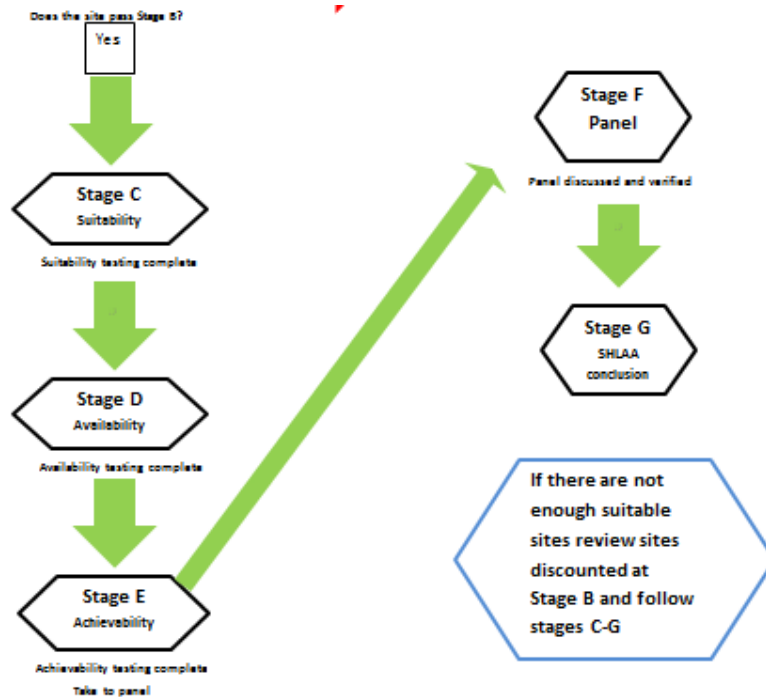 Does the site pass Stage B?
Yes
Stage C
Suitability
Suitability testing complete
Stage D
Availability
Availability testing complete
Stage E
Achievability
Achievability testing complete
Take to panel
Stage F
Panel
Panel discussed and verified
Stage G
SHLAA
conclusion
If there are not
enough suitable
sites review sites
discounted at
Stage B and follow
stages C-G